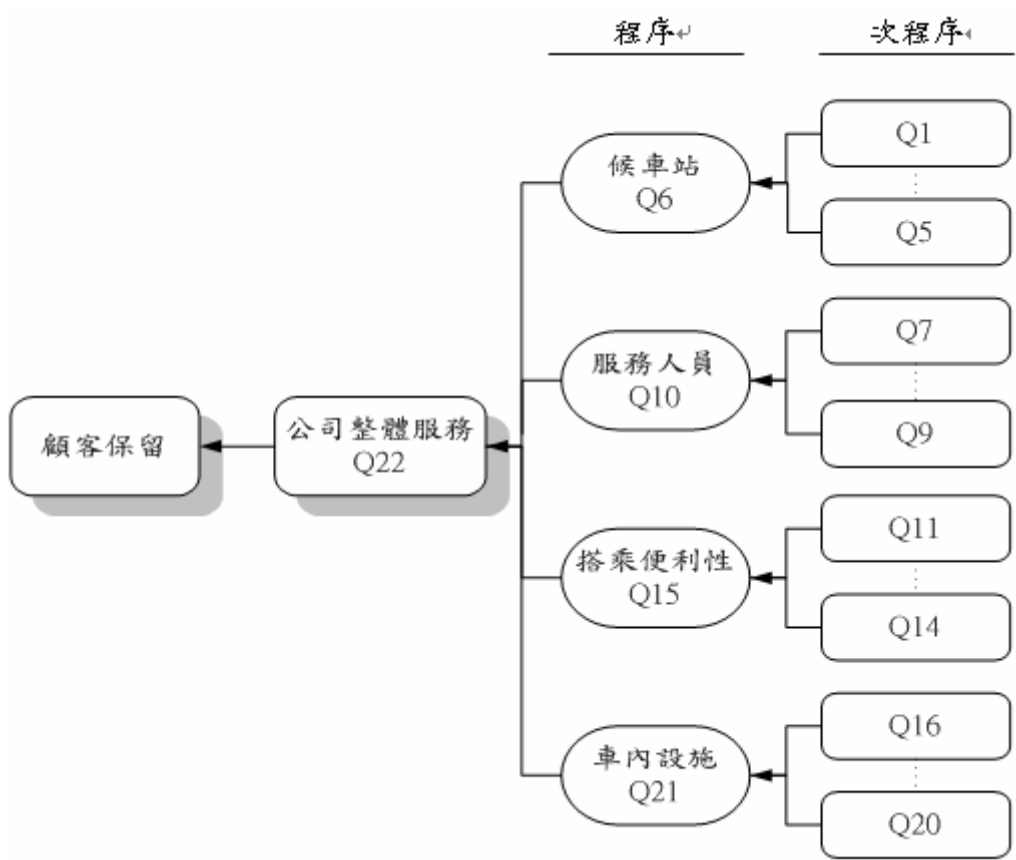 程序↵
次程序
候車站
Q6
Q1
Q5
服務人員
Q10
Q7
Q9
顧客保留
公司整體服務
Q22
搭乘便利性
Q15
Q11
Q14
車內設施
Q21
Q16
Q20